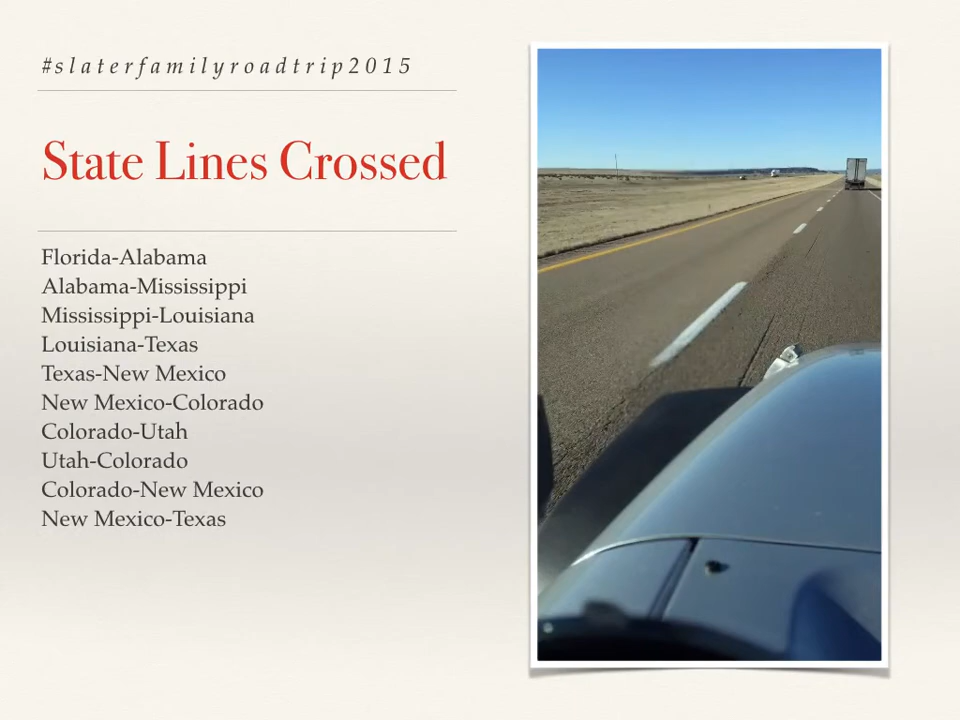 #slaterfamilyroadtrip2015
State Lines Crossed
Florida-Alabama
Alabama-Mississippi
Mississippi-Louisiana
Louisiana-Texas
Texas-New Mexico
New Mexico-Colorado
Colorado-Utah
Utah-Colorado
Colorado-New Mexico
New Mexico-Texas